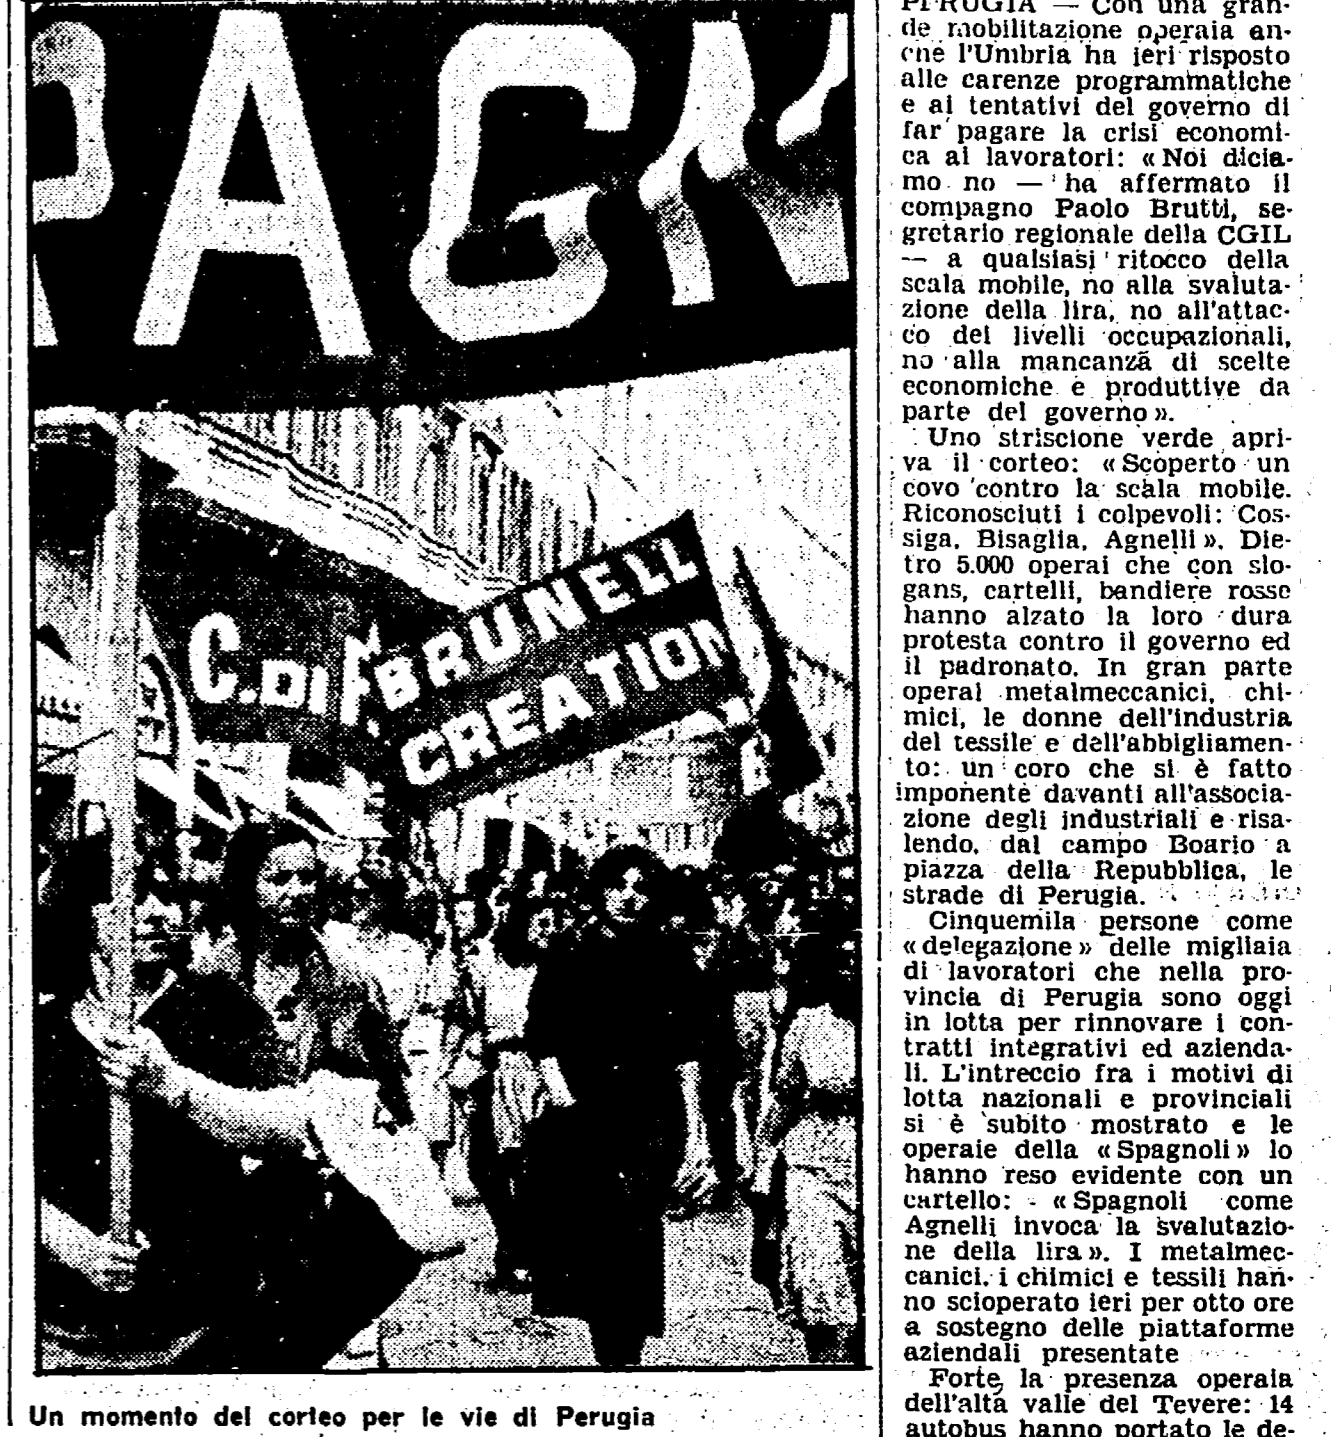 PAGN
C. DI F.
BRUNELL
CREATION
Un momento del corteo per le vie di Perugia
PERUGIA — Con una gran-
de mobilitazione operaia an-
che l'Umbria ha ieri risposto
alle carenze programmatiche
e ai tentativi del governo di
far pagare la crisi economi-
ca ai lavoratori: «Noi dicia-
mo no — ha affermato il
compagno Paolo Brutti, se-
gretario regionale della CGIL
— a qualsiasi ritocco della
scala mobile, no alla svaluta-
zione della lira, no all'attac-
co dei livelli occupazionali,
no alla mancanza di scelte
economiche e produttive da
parte del governo».
Uno striscione verde apri-
va il corteo: «Scoperto un
covo contro la scala mobile.
Riconosciuti i colpevoli: Cos-
siga, Bisaglia, Agnelli». Die-
tro 5.000 operai che con slo-
gans, cartelli, bandiere rosse
hanno alzato la loro dura
protesta contro il governo ed
il padronato. In gran parte
operai metalmeccanici, chi-
mici, le donne dell'industria
del tessile e dell'abbigliamen-
to: un coro che si è fatto
imponente davanti all'associa-
zione degli industriali e risa-
lendo, dal campo Boario a
piazza della Repubblica, le
strade di Perugia.
Cinquemila persone come
«delegazione» delle migliaia
di lavoratori che nella pro-
vincia di Perugia sono oggi
in lotta per rinnovare i con-
tratti integrativi ed azienda-
li. L'intreccio fra i motivi di
lotta nazionali e provinciali
si è subito mostrato e le
operaie della «Spagnoli» lo
hanno reso evidente con un
cartello: - «Spagnoli come
Agnelli invoca la svalutazio-
ne della lira». I metalmec-
canici, i chimici e tessili han-
no scioperato ieri per otto ore
a sostegno delle piattaforme
aziendali presentate
Forte, la presenza operaia
dell'alta valle del Tevere: 14
autobus hanno portato le de-